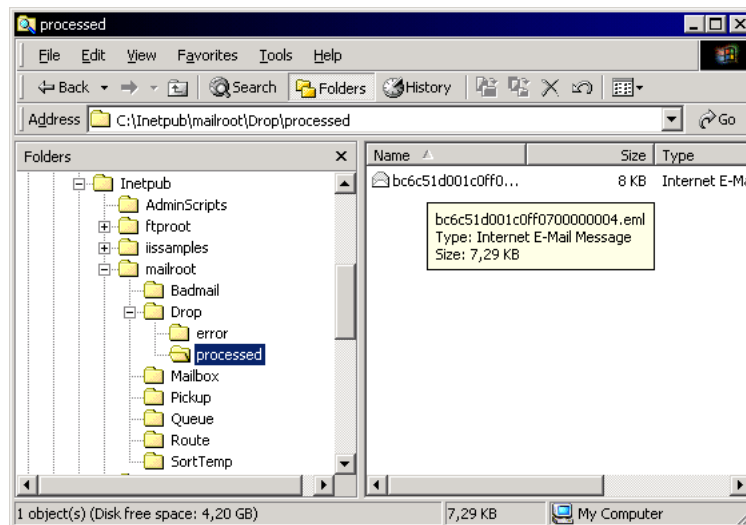 processed
File Edit View Favorites Tools Help
Back Search Folders History
Address C:\Inetpub\mailroot\Drop\processed Go
Folders x Name Size Type
Inetpub
AdminScripts
ftproot
iissamples
mailroot
Badmail
Drop
error
processed
Mailbox
Pickup
Queue
Route
SortTemp
bc6c51d001c0ff0... 8 KB Internet E-Ma
bc6c51d001c0ff0700000004.eml
Type: Internet E-Mail Message
Size: 7,29 KB
1 object(s) (Disk free space: 4,20 GB) 7,29 KB My Computer